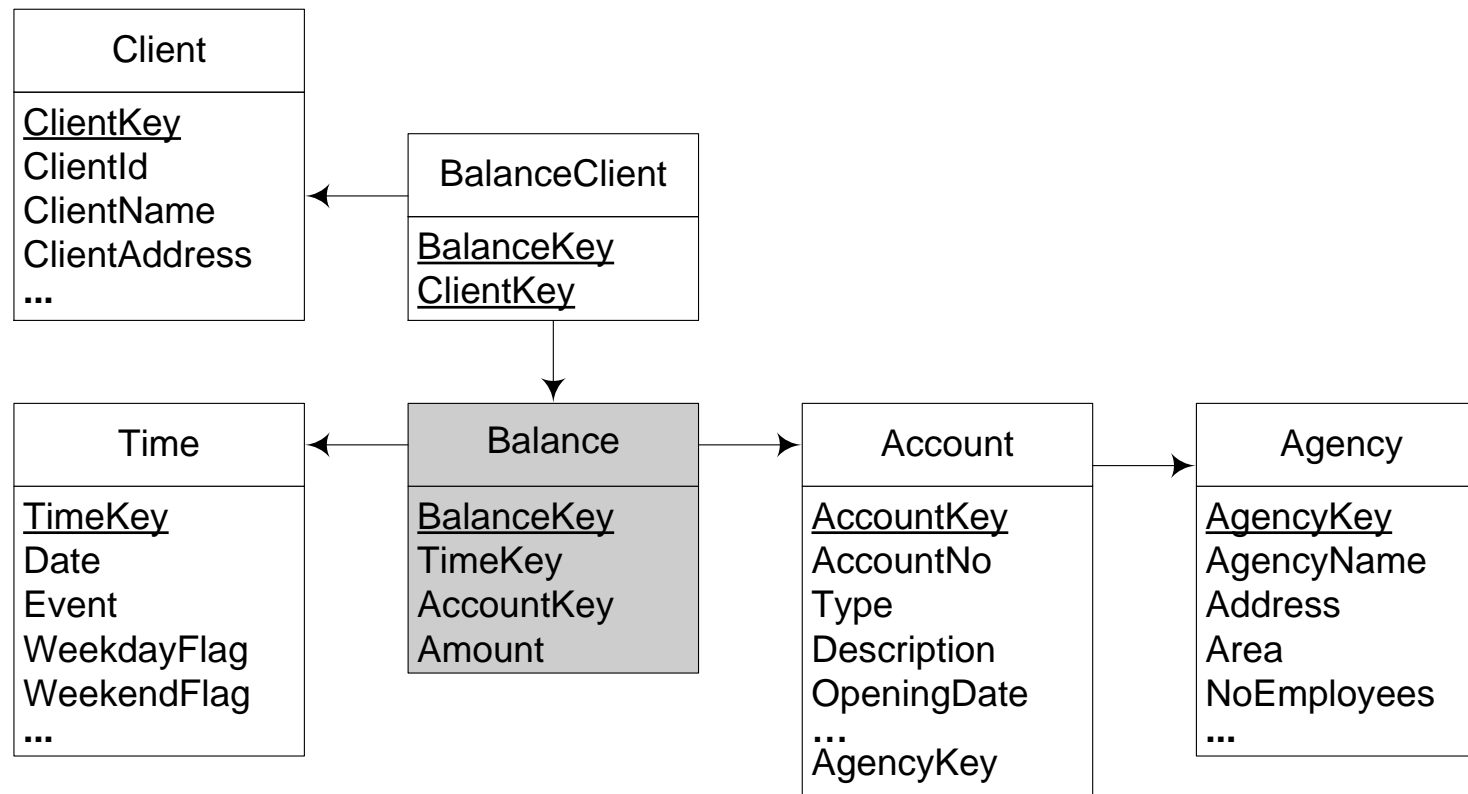 Client
ClientKey
ClientId
ClientName
ClientAddress
...
BalanceClient
BalanceKey
ClientKey
Time
TimeKey
Date
Event
WeekdayFlag
WeekendFlag
...
Balance
BalanceKey
TimeKey
AccountKey
Amount
Account
AccountKey
AccountNo
Type
Description
OpeningDate
...
AgencyKey
Agency
AgencyKey
AgencyName
Address
Area
NoEmployees
...